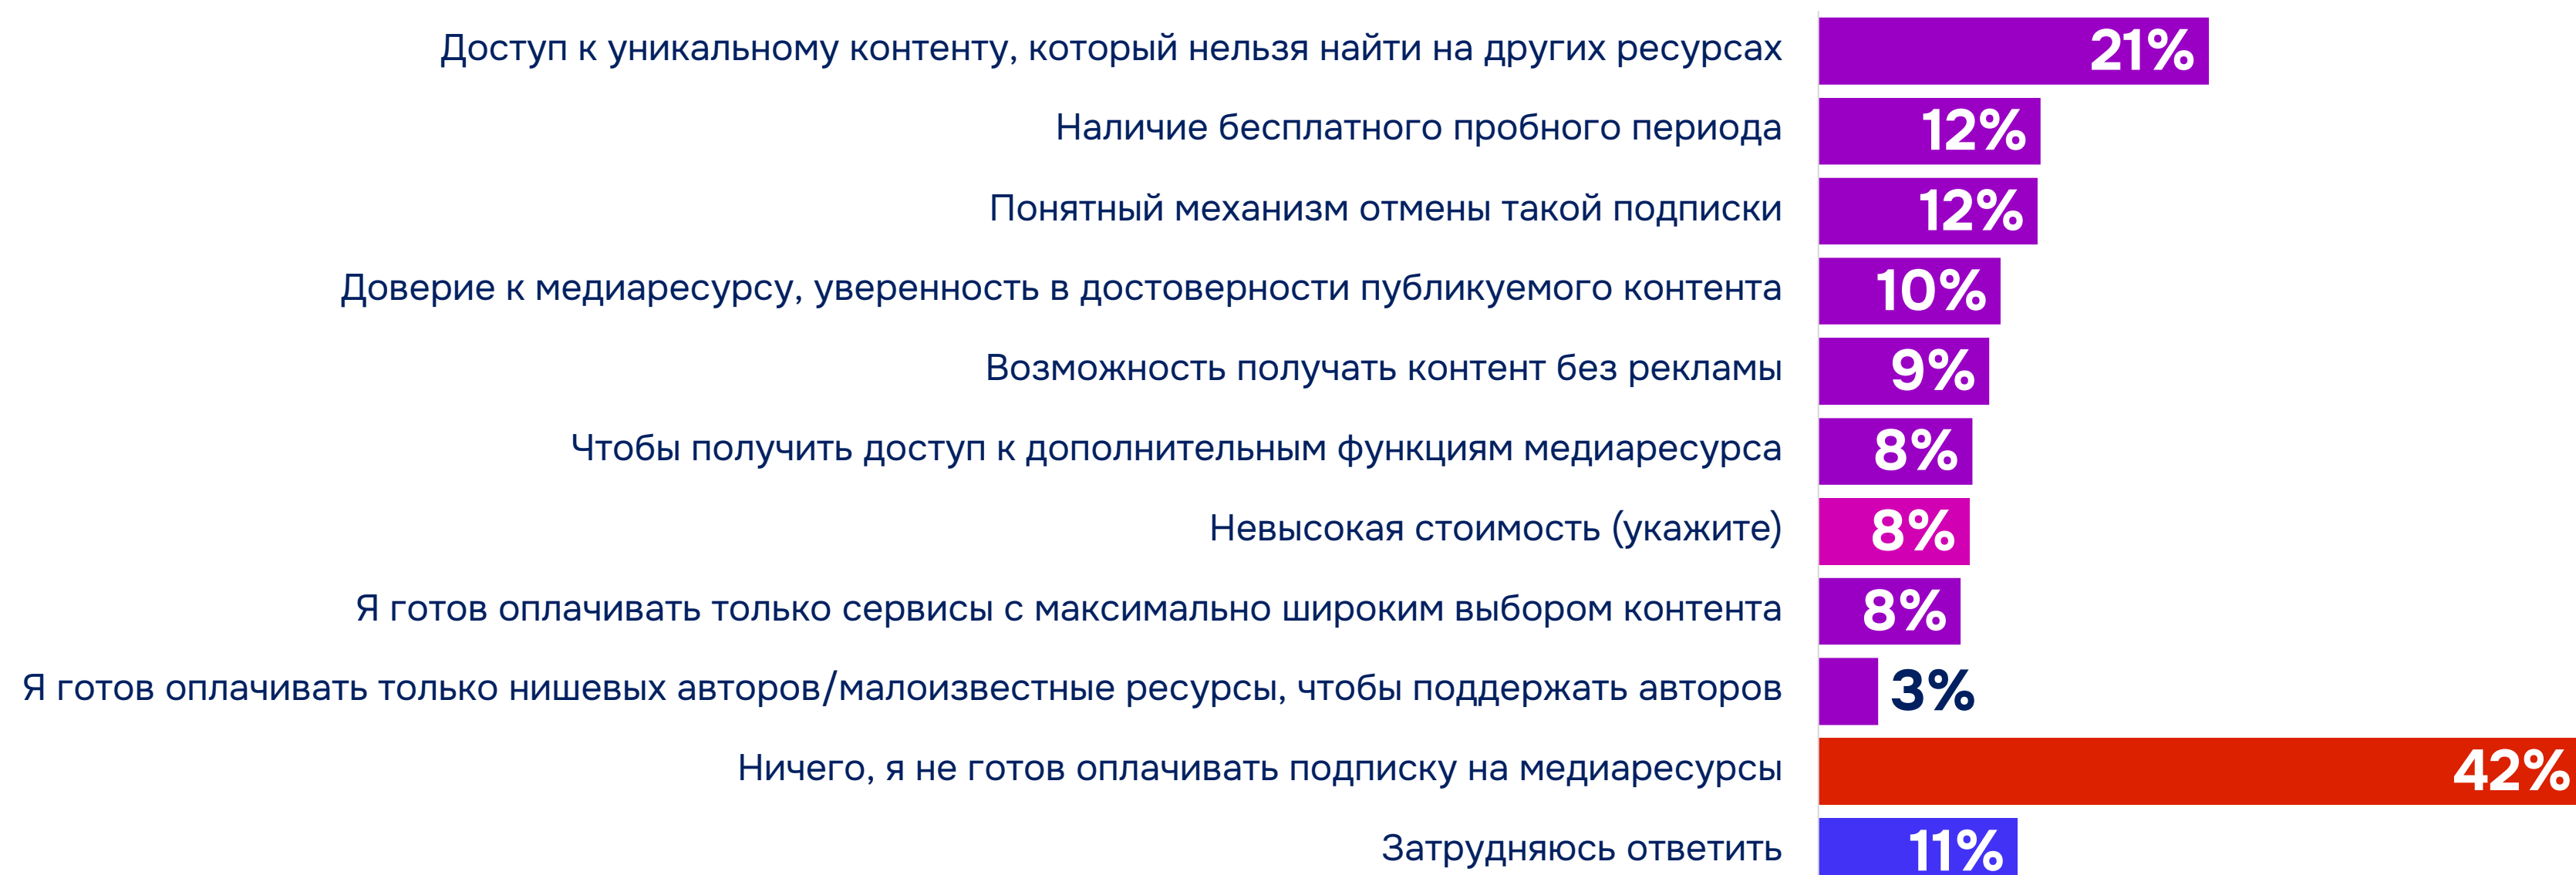 Доступ к уникальному контенту, который нельзя найти на других ресурсах 21%
Наличие бесплатного пробного периода 12%
Понятный механизм отмены такой подписки 12%
Доверие к медиаресурсу, уверенность в достоверности публикуемого контента 10%
Возможность получать контент без рекламы 9%
Чтобы получить доступ к дополнительным функциям медиаресурса 8%
Невысокая стоимость (укажите) 8%
Я готов оплачивать только сервисы с максимально широким выбором контента 8%
Я готов оплачивать только нишевых авторов/малоизвестные ресурсы, чтобы поддержать авторов 3%
Ничего, я не готов оплачивать подписку на медиаресурсы 42%
Затрудняюсь ответить 11%